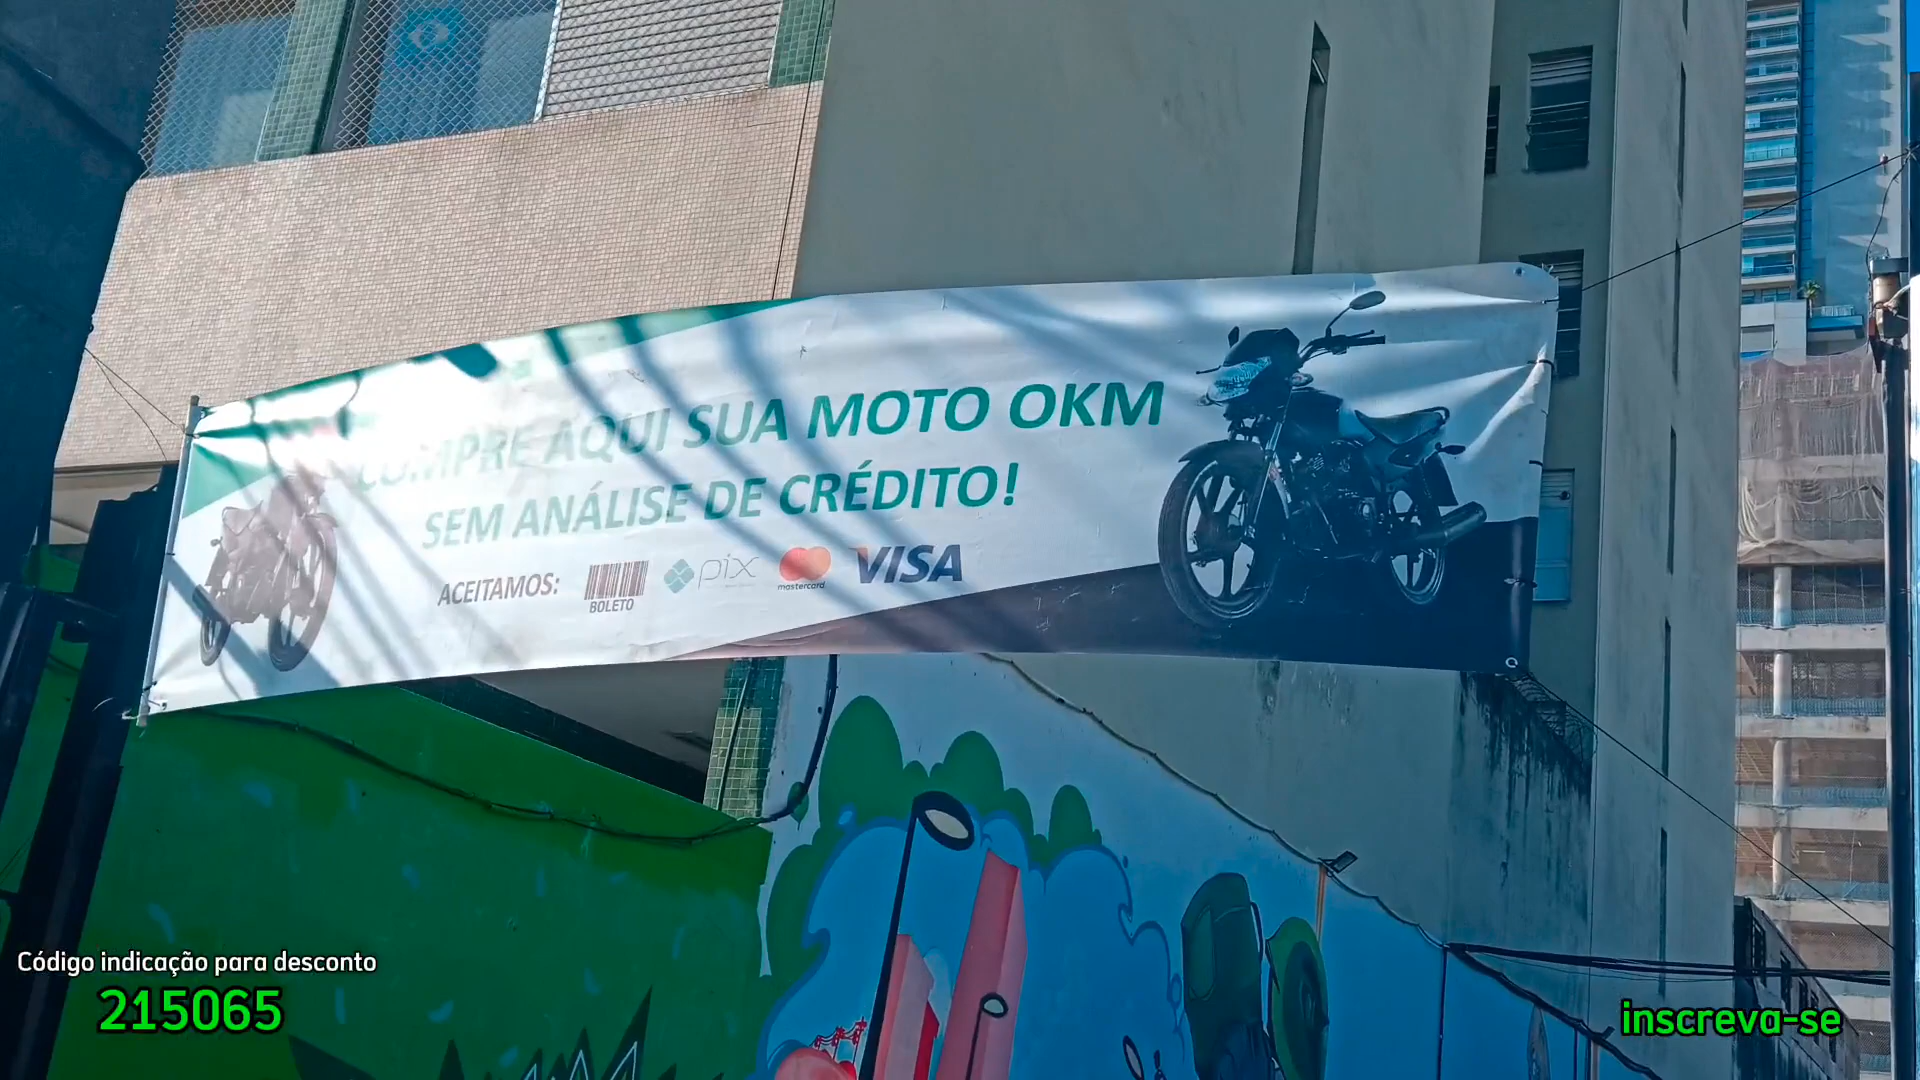 COMPRE AQUI SUA MOTO OKM
SEM ANÁLISE DE CRÉDITO!
ACEITAMOS:
BOLETO
pix
mastercard
VISA
Código indicação para desconto
215065
inscreva-se